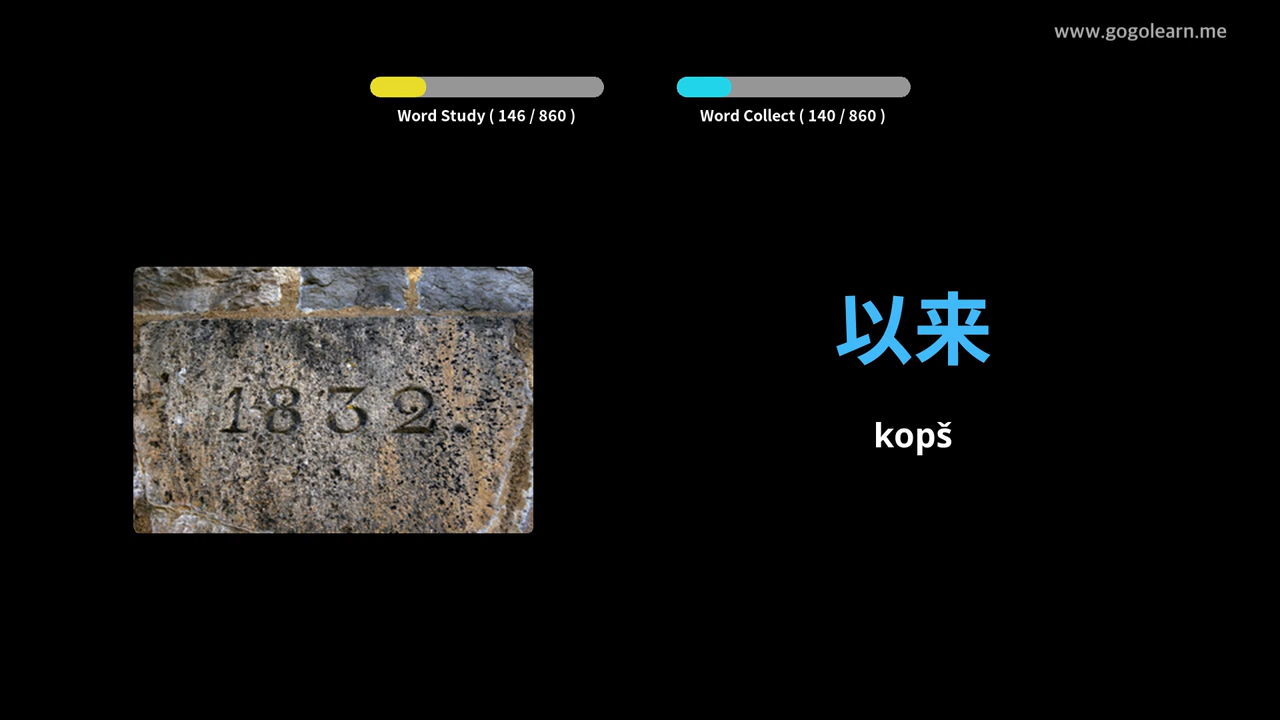 www.gogolearn.me
Word Study ( 146 / 860 )
Word Collect ( 140 / 860 )
1832.
以来
kopš